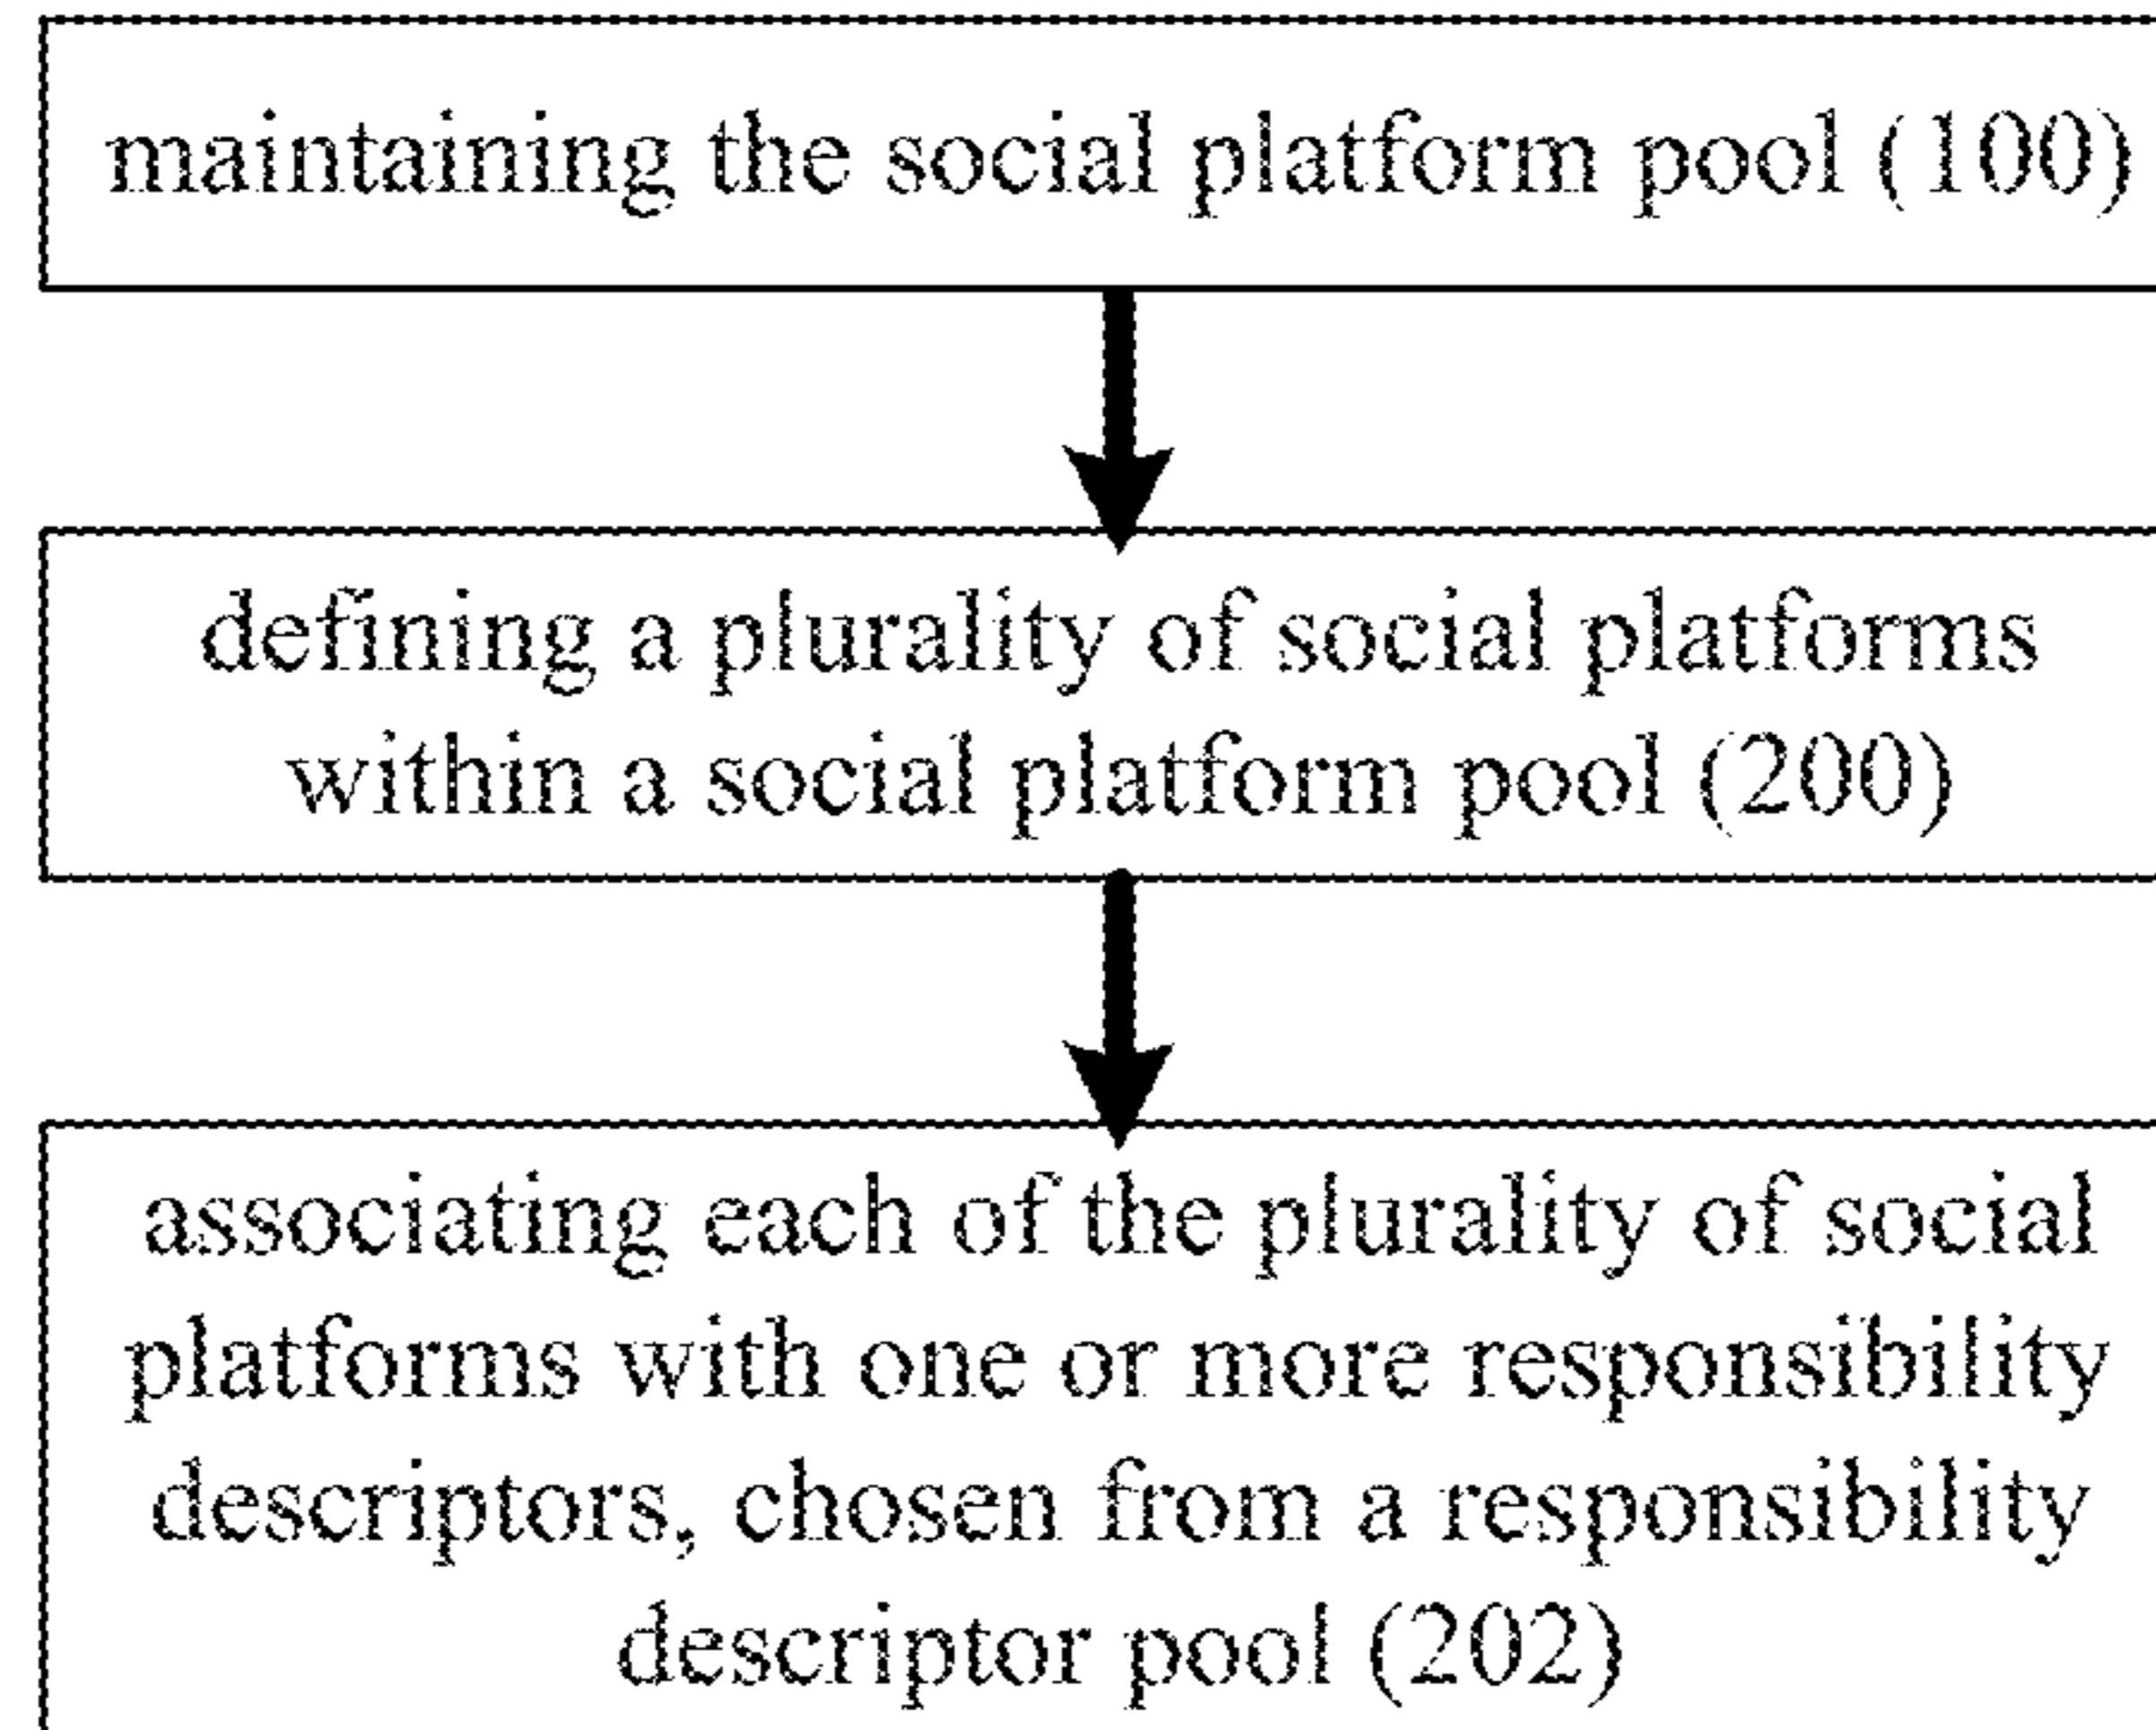 maintaining the social platform pool (100)
defining a plurality of social platforms
within a social platform pool (200)
associating each of the plurality of social
platforms with one or more responsibility
descriptors, chosen from a responsibility
descriptor pool (202)